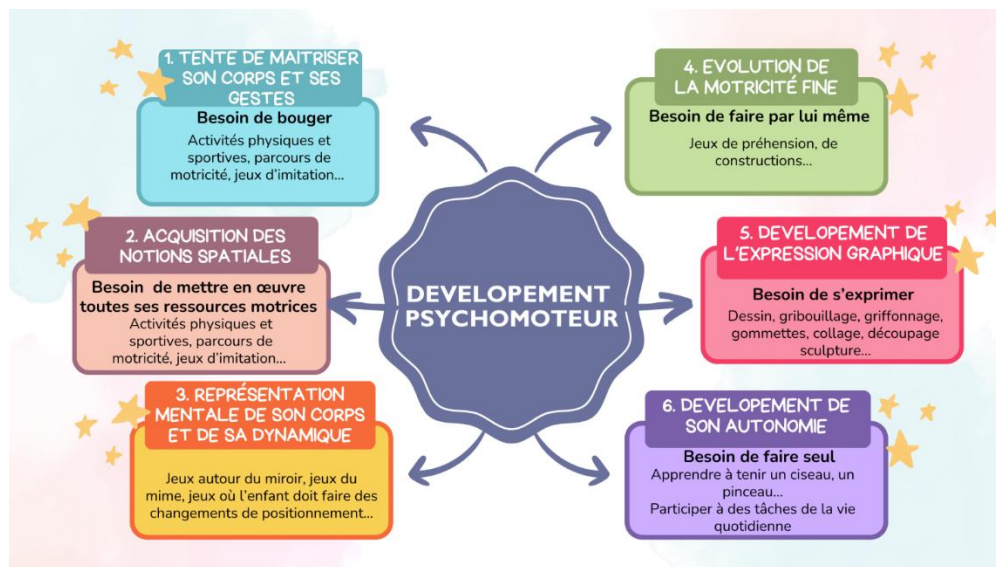 1. TENTE DE MAITRISER
SON CORPS ET SES
GESTES
Besoin de bouger
Activités physiques et
sportives, parcours de
motricité, jeux d'imitation...
2. ACQUISITION DES
NOTIONS SPATIALES
Besoin de mettre en œuvre
toutes ses ressources motrices
Activités physiques et
sportives, parcours de
motricité, jeux d'imitation...
3. REPRÉSENTATION
MENTALE DE SON CORPS
ET DE SA DYNAMIQUE
Jeux autour du miroir, jeux du
mime, jeux où l'enfant doit faire des
changements de positionnement...
DEVELOPEMENT
PSYCHOMOTEUR
4. EVOLUTION DE
LA MOTRICITÉ FINE
Besoin de faire par lui même
Jeux de préhension, de
constructions...
5. DEVELOPEMENT DE
L'EXPRESSION GRAPHIQUE
Besoin de s'exprimer
Dessin, gribouillage, griffonnage,
gommettes, collage, découpage
sculpture...
6. DEVELOPEMENT DE
SON AUTONOMIE
Besoin de faire seul
Apprendre à tenir un ciseau, un
pinceau...
Participer à des tâches de la vie
quotidienne